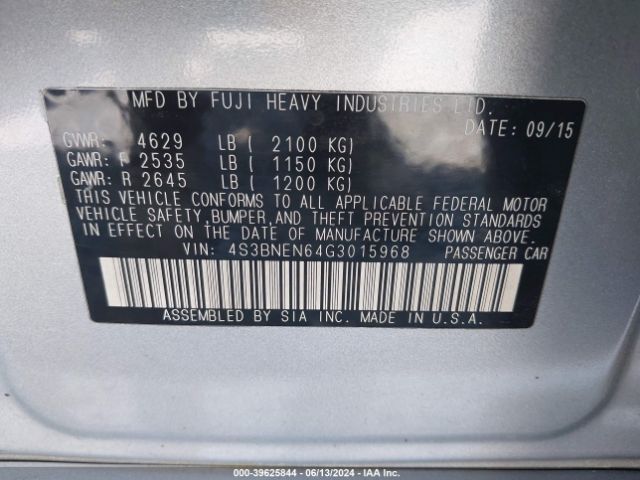 MFD BY FUJI HEAVY INDUSTRIES LTD.
DATE: 09/15
GVWR: 4629 LB ( 2100 KG)
GAWR: F 2535 LB ( 1150 KG)
GAWR: R 2645 LB ( 1200 KG)
THIS VEHICLE CONFORMS TO ALL APPLICABLE FEDERAL MOTOR
VEHICLE SAFETY,BUMPER,AND THEFT PREVENTION STANDARDS
IN EFFECT ON THE DATE OF MANUFACTURE SHOWN ABOVE.
VIN: 4S3BNEN64G3015968 PASSENGER CAR
ASSEMBLED BY SIA INC. MADE IN U.S.A.
000-39625844 | 06/13/2024 | IAA Inc.